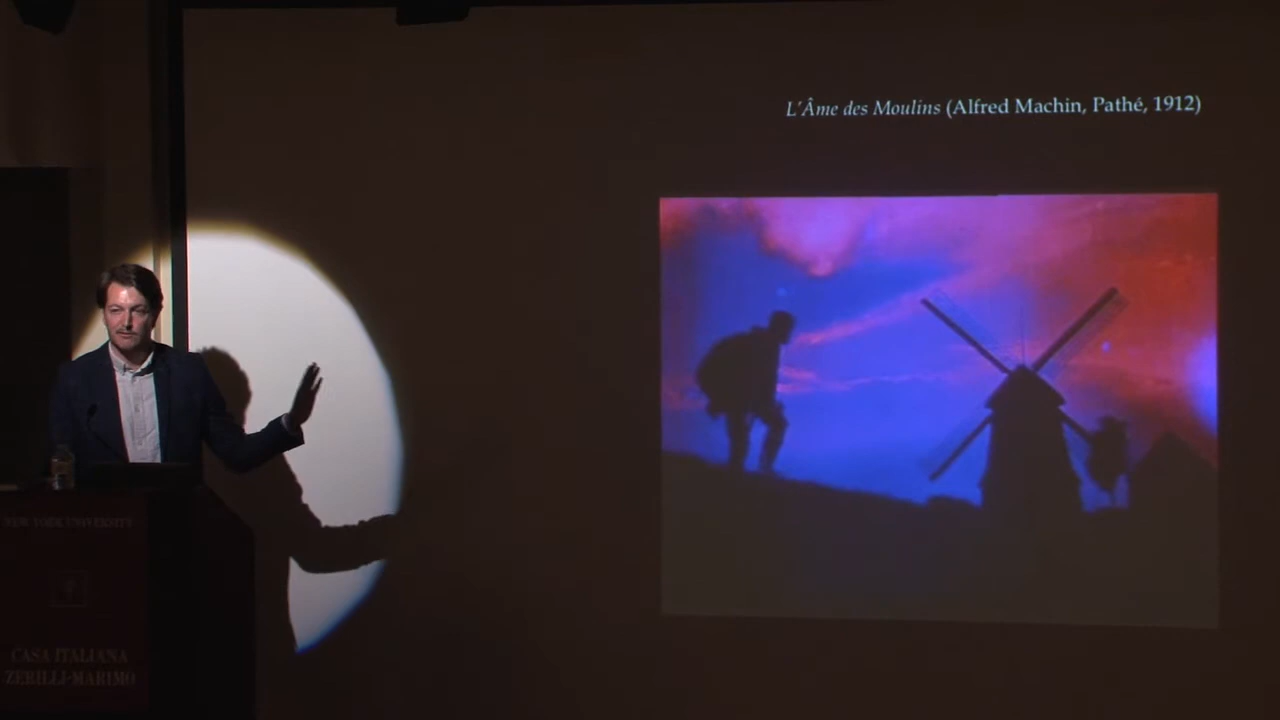 L'Âme des Moulins (Alfred Machin, Pathé, 1912)
NEW YORK UNIVERSITY
CASA ITALIANA
ZERILLI-MARIMÒ